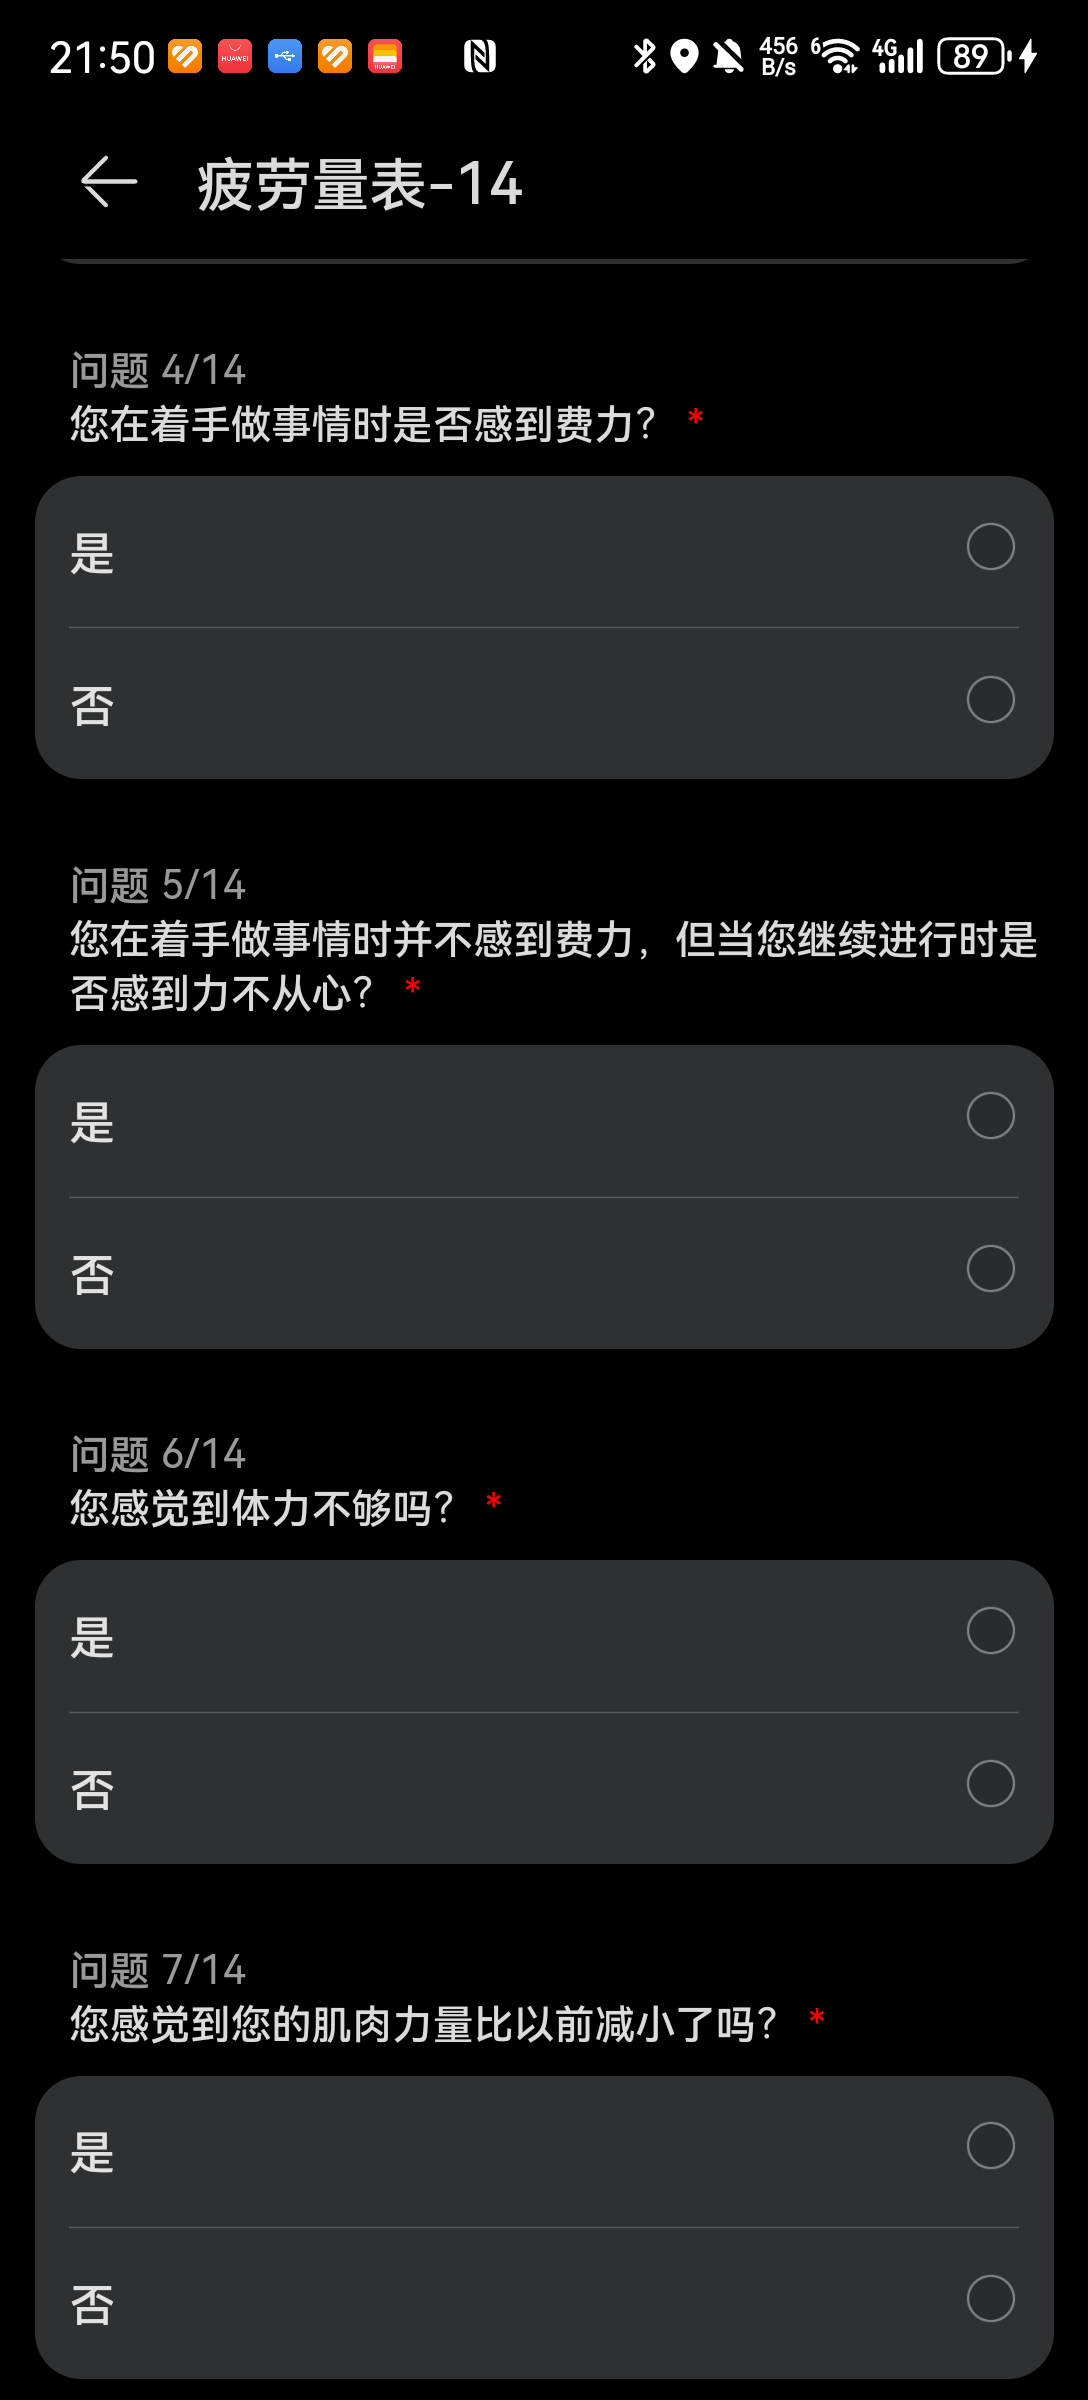 21:50
456 B/s
6
4G
89
疲劳量表-14
问题 4/14
您在着手做事情时是否感到费力？ *
是
否
问题 5/14
您在着手做事情时并不感到费力，但当您继续进行时是
否感到力不从心？ *
是
否
问题 6/14
您感觉到体力不够吗？ *
是
否
问题 7/14
您感觉到您的肌肉力量比以前减小了吗？ *
是
否